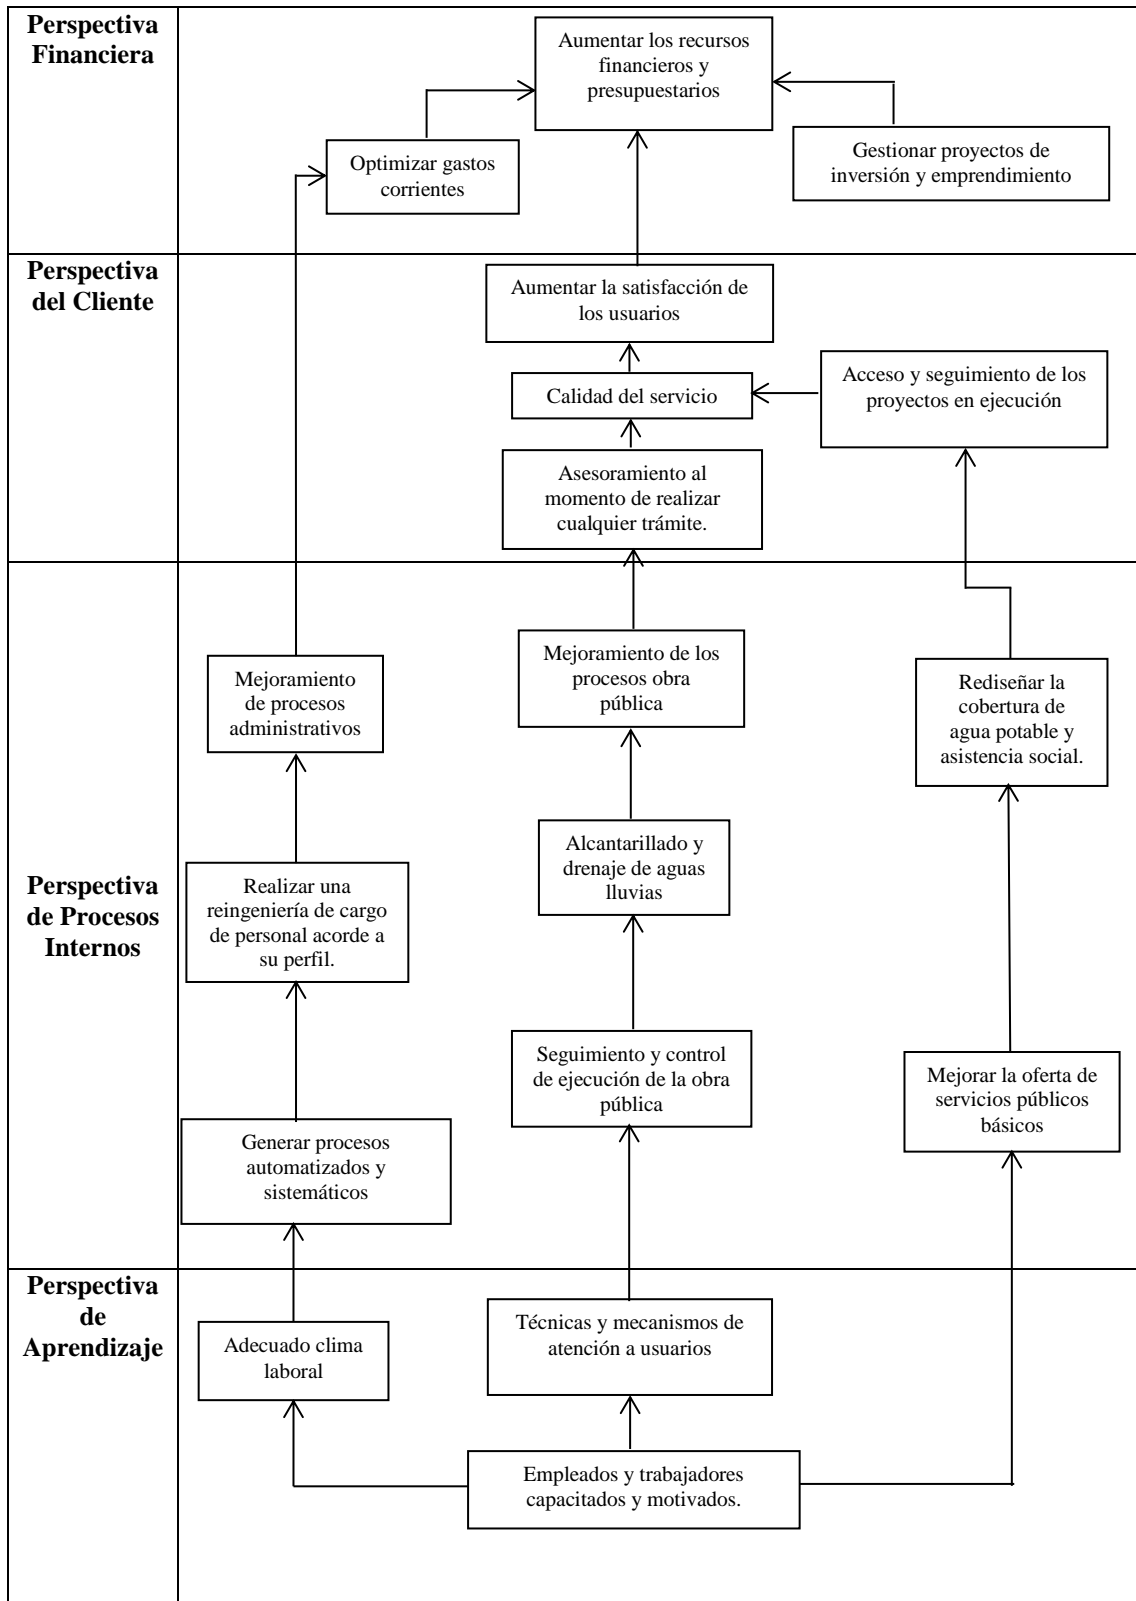 Perspectiva
Financiera
Aumentar los recursos
financieros y
presupuestarios
Optimizar gastos
corrientes
Gestionar proyectos de
inversión y emprendimiento
Perspectiva
del Cliente
Aumentar la satisfacción de
los usuarios
Calidad del servicio
Acceso y seguimiento de los
proyectos en ejecución
Asesoramiento al
momento de realizar
cualquier trámite.
Perspectiva
de Procesos
Internos
Mejoramiento
de procesos
administrativos
Mejoramiento de los
procesos obra
pública
Rediseñar la
cobertura de
agua potable y
asistencia social.
Realizar una
reingeniería de cargo
de personal acorde a
su perfil.
Alcantarillado y
drenaje de aguas
lluvias
Generar procesos
automatizados y
sistemáticos
Seguimiento y control
de ejecución de la obra
pública
Mejorar la oferta de
servicios públicos
básicos
Perspectiva
de
Aprendizaje
Adecuado clima
laboral
Técnicas y mecanismos de
atención a usuarios
Empleados y trabajadores
capacitados y motivados.